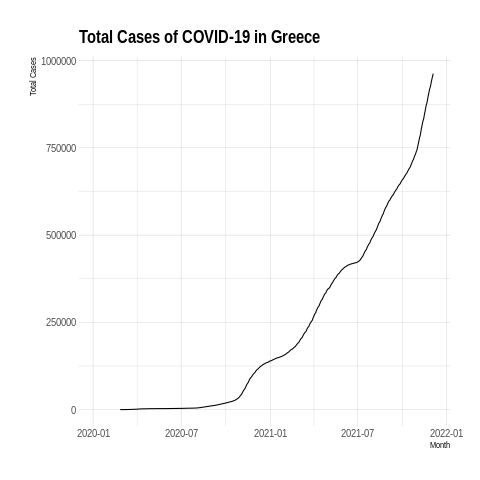 Total Cases of COVID-19 in Greece
Total Cases
1000000
750000
500000
250000
0
2020-01 2020-07 2021-01 2021-07 2022-01
Month